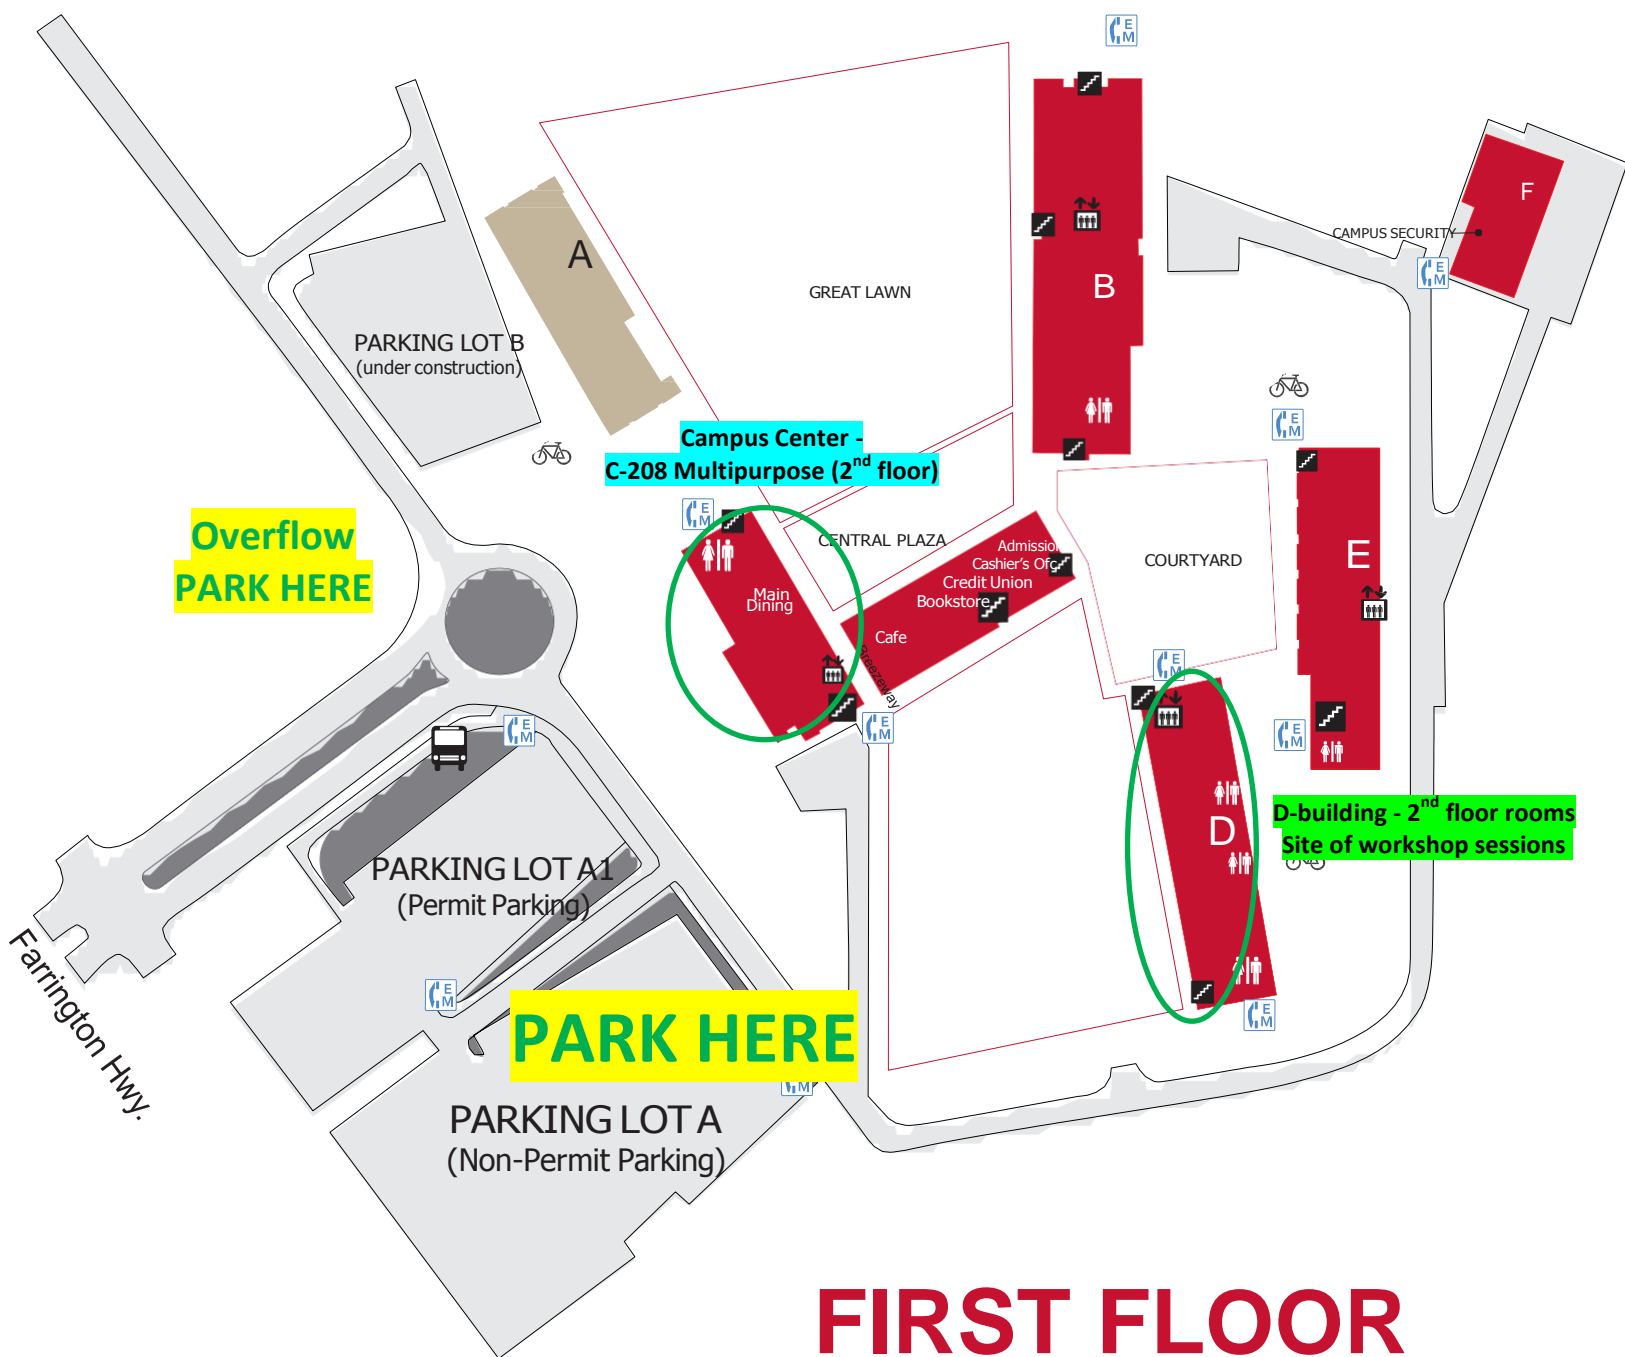 E
M
F
CAMPUS SECURITY
E
M
A
B
GREAT LAWN
PARKING LOT B
(under construction)
E
M
Campus Center -
C-208 Multipurpose (2nd floor)
E
M
Overflow
PARK HERE
CENTRAL PLAZA
Admission
Cashier's Ofc
Credit Union
Bookstore
Cafe
COURTYARD
E
Main
Dining
Breezeway
E
M
E
M
E
M
E
M
D-building - 2nd floor rooms
Site of workshop sessions
D
PARKING LOT A1
(Permit Parking)
Farrington Hwy.
E
M
E
M
PARK HERE
M
PARKING LOT A
(Non-Permit Parking)
FIRST FLOOR